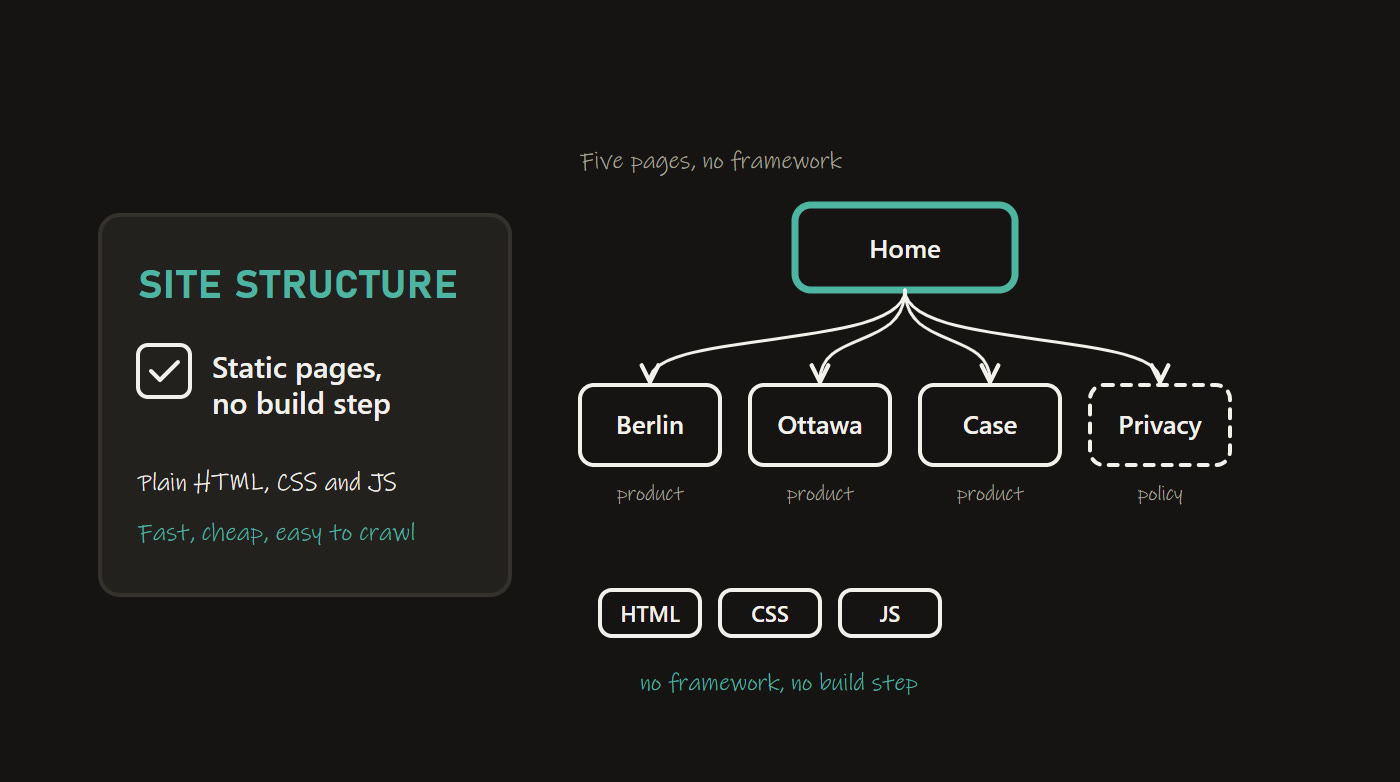 SITE STRUCTURE
Static pages,
no build step
Plain HTML, CSS and JS
Fast, cheap, easy to crawl
Five pages, no framework
Home
Berlin
Ottawa
Case
Privacy
product
product
product
policy
HTML
CSS
JS
no framework, no build step